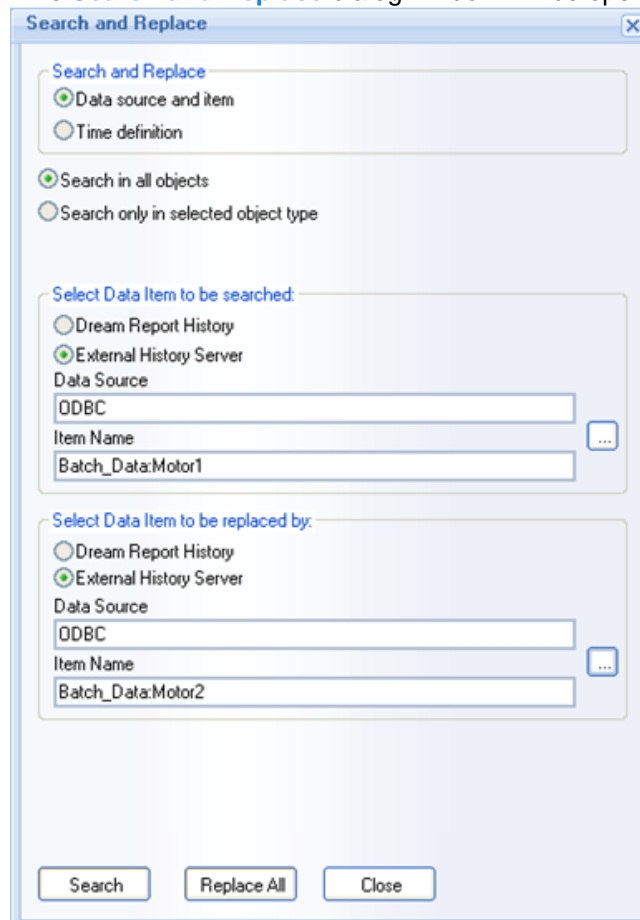 Search and Replace
Search and Replace
Data source and item
Time definition
Search in all objects
Search only in selected object type
Select Data Item to be searched:
Dream Report History
External History Server
Data Source
ODBC
Item Name
...
Batch_Data:Motor1
Select Data Item to be replaced by:
Dream Report History
External History Server
Data Source
ODBC
Item Name
...
Batch_Data:Motor2
Search Replace All Close